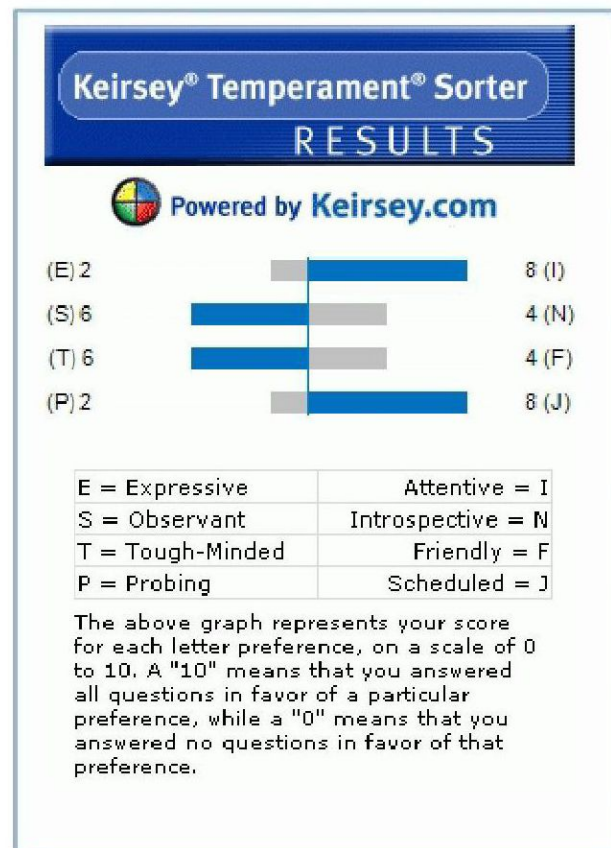 Keirsey® Temperament® Sorter
RESULTS
Powered by Keirsey.com
(E) 2 8 (I)
(S) 6 4 (N)
(T) 6 4 (F)
(P) 2 8 (J)
E = Expressive Attentive = I
S = Observant Introspective = N
T = Tough-Minded Friendly = F
P = Probing Scheduled = J
The above graph represents your score
for each letter preference, on a scale of 0
to 10. A "10" means that you answered
all questions in favor of a particular
preference, while a "0" means that you
answered no questions in favor of that
preference.